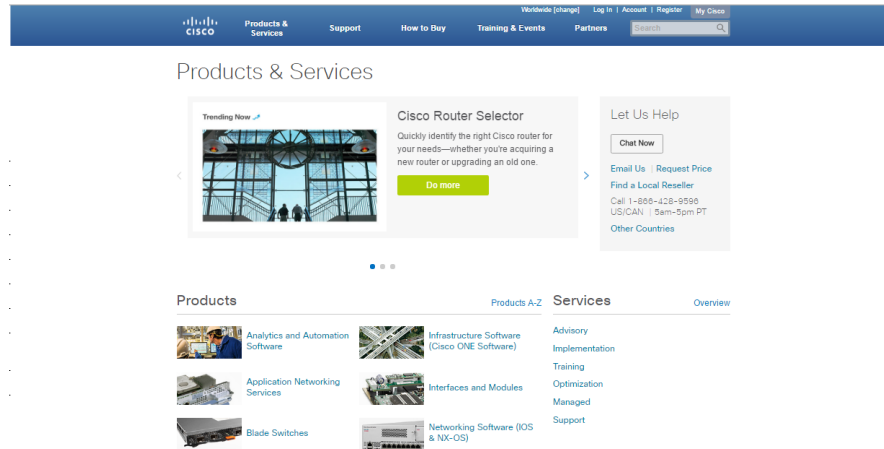 Worldwide [change] Log In | Account | Register My Cisco
CISCO
Products & Services
Support
How to Buy
Training & Events
Partners
Search
Products & Services
Trending Now
Cisco Router Selector
Quickly identify the right Cisco router for
your needs—whether you're acquiring a
new router or upgrading an old one.
Do more
Let Us Help
Chat Now
Email Us | Request Price
Find a Local Reseller
Call 1-866-428-9596
US/CAN | 5am-5pm PT
Other Countries
Products
Products A-Z
Analytics and Automation
Software
Infrastructure Software
(Cisco ONE Software)
Application Networking
Services
Interfaces and Modules
Blade Switches
Networking Software (IOS
& NX-OS)
Services
Overview
Advisory
Implementation
Training
Optimization
Managed
Support